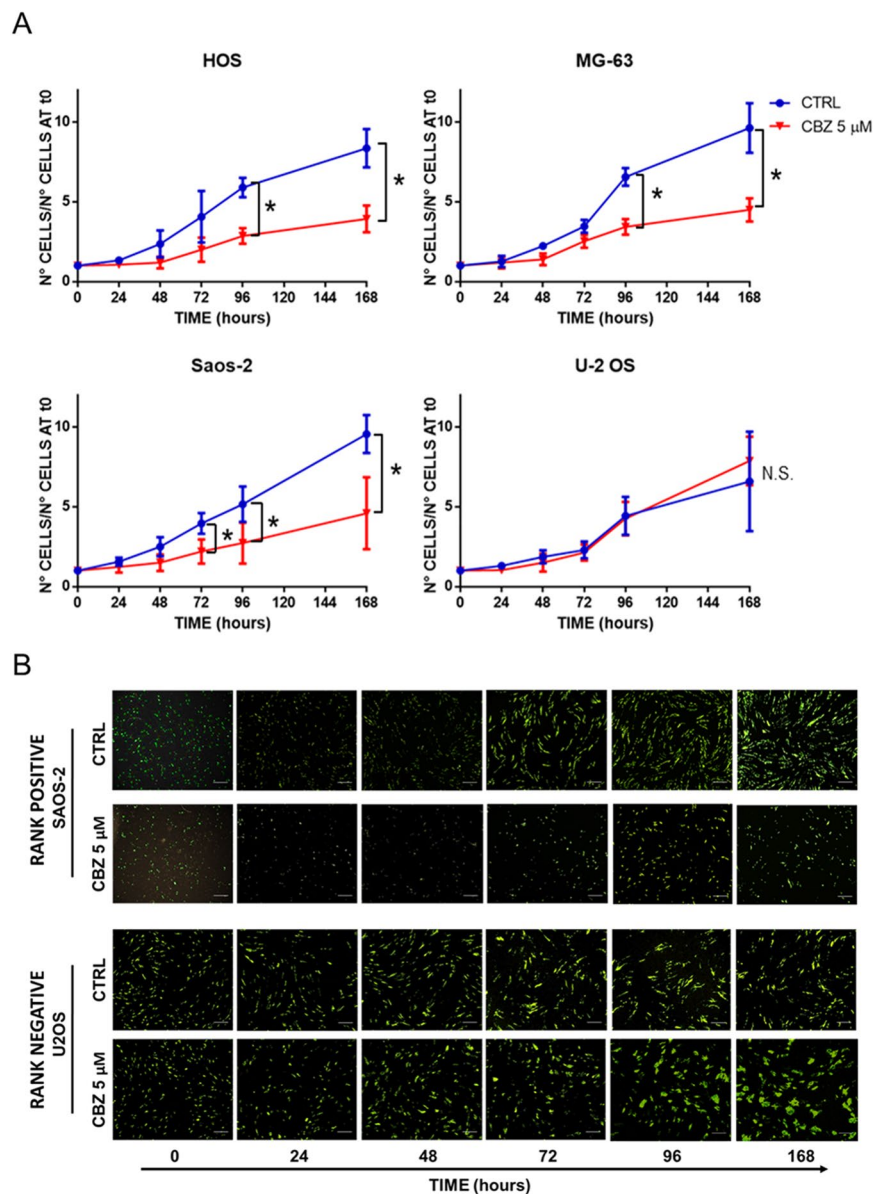 A
HOS
N° CELLS/N° CELLS AT t0
10
5
0
0 24 48 72 96 120 144 168
TIME (hours)
*
*
MG-63
N° CELLS/N° CELLS AT t0
10
5
0
0 24 48 72 96 120 144 168
TIME (hours)
*
*
CTRL
CBZ 5 µM
Saos-2
N° CELLS/N° CELLS AT t0
10
5
0
0 24 48 72 96 120 144 168
TIME (hours)
*
*
*
U-2 OS
N° CELLS/N° CELLS AT t0
10
5
0
0 24 48 72 96 120 144 168
TIME (hours)
N.S.
B
RANK POSITIVE
SAOS-2
CTRL
CBZ 5 µM
RANK NEGATIVE
U2OS
CTRL
CBZ 5 µM
0 24 48 72 96 168
TIME (hours)